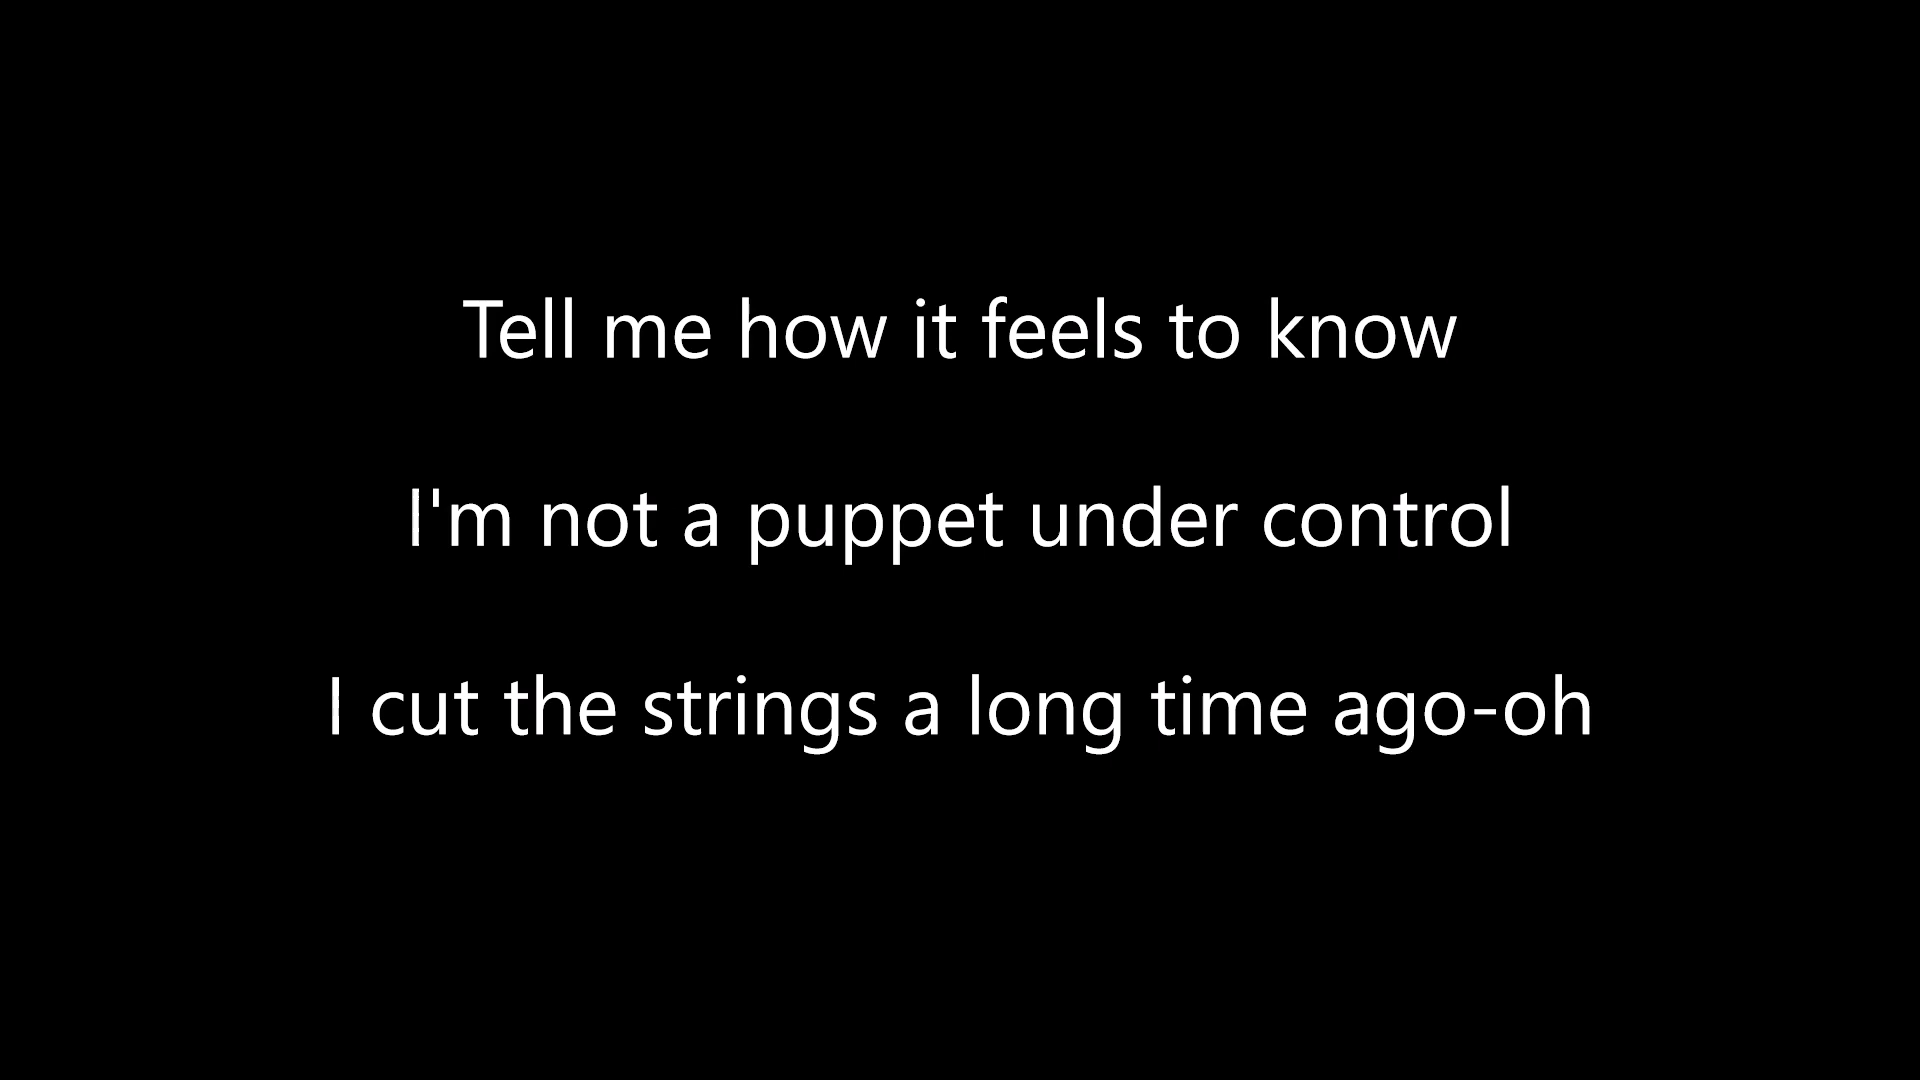 Tell me how it feels to know
I'm not a puppet under control
I cut the strings a long time ago-oh